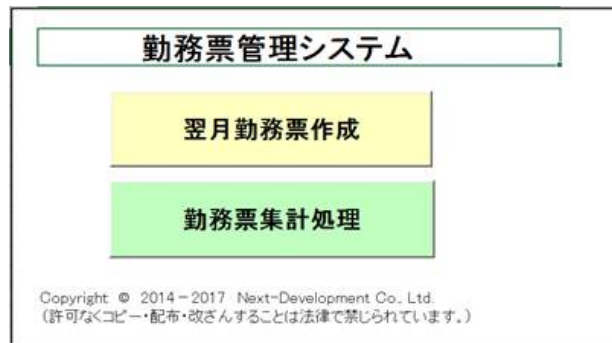 勤務票管理システム
翌月勤務票作成
勤務票集計処理
Copyright © 2014-2017 Next-Development Co., Ltd.
(許可なくコピー・配布・改ざんすることは法律で禁じられています。)